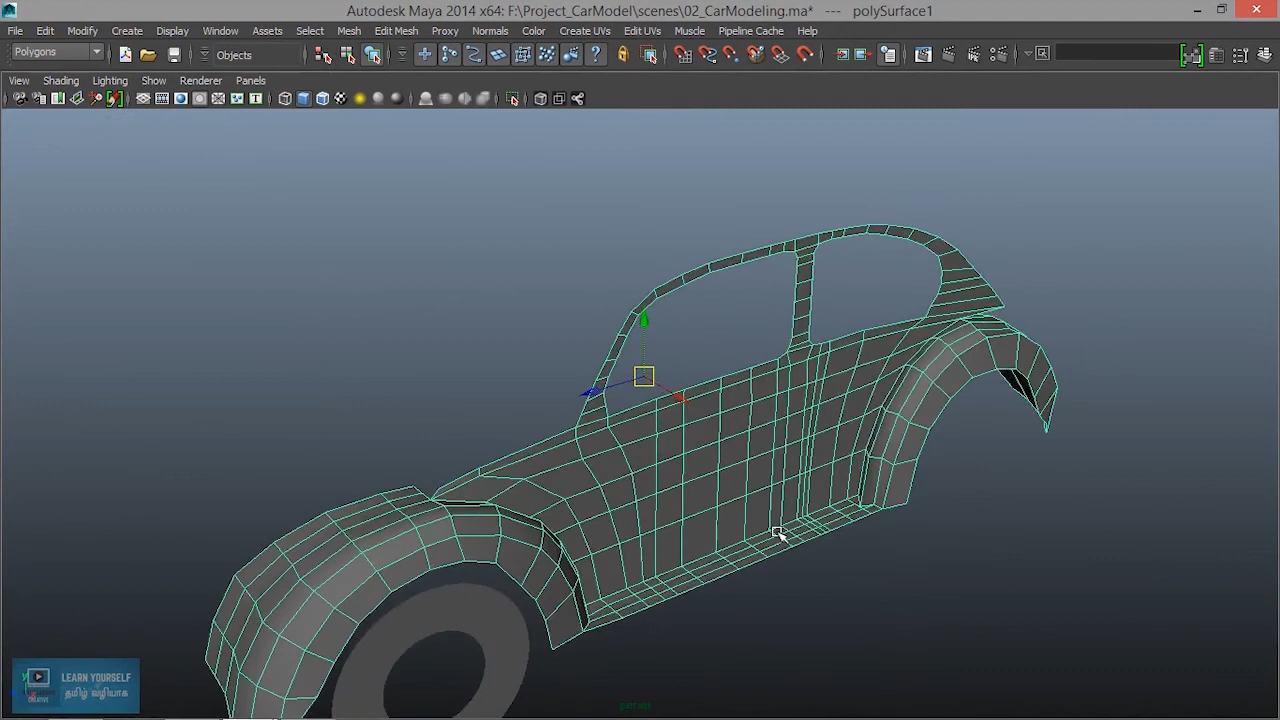 Autodesk Maya 2014 x64: F:\Project_CarModel\scenes\02_CarModeling.ma* --- polySurface1
File Edit Modify Create Display Window Assets Select Mesh Edit Mesh Proxy Normals Color Create UVs Edit UVs Muscle Pipeline Cache Help
Polygons Objects
View Shading Lighting Show Renderer Panels
LEARN YOURSELF
தமிழ் வழியாக
CREATIVE
persp